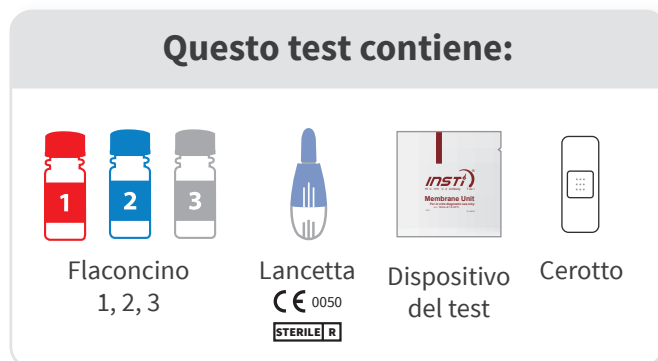 Questo test contiene:
1
2
3
INSTi
Membrane Unit
Flaconcino
1, 2, 3
Lancetta
CE 0050
STERILE R
Dispositivo
del test
Cerotto